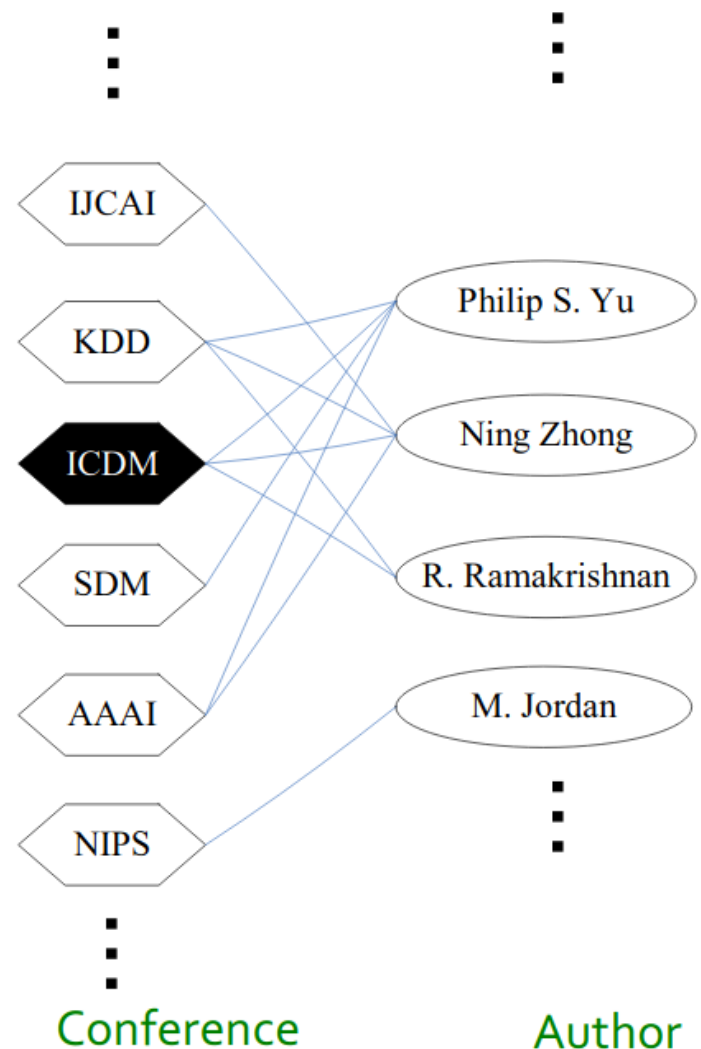 IJCAI
KDD
ICDM
SDM
AAAI
NIPS
Conference
Philip S. Yu
Ning Zhong
R. Ramakrishnan
M. Jordan
Author